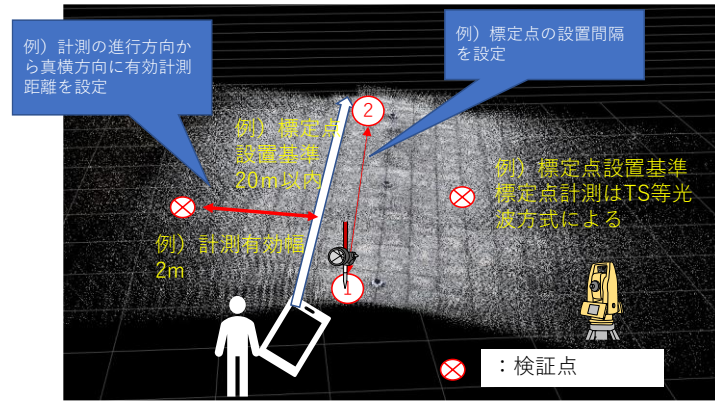 例）計測の進行方向か
ら真横方向に有効計測
距離を設定
例）標定点の設置間隔
を設定
2
例）標定点
設置基準
20m以内
例）標定点設置基準
標定点計測はTS等光
波方式による
例）計測有効幅
2m
1
：検証点